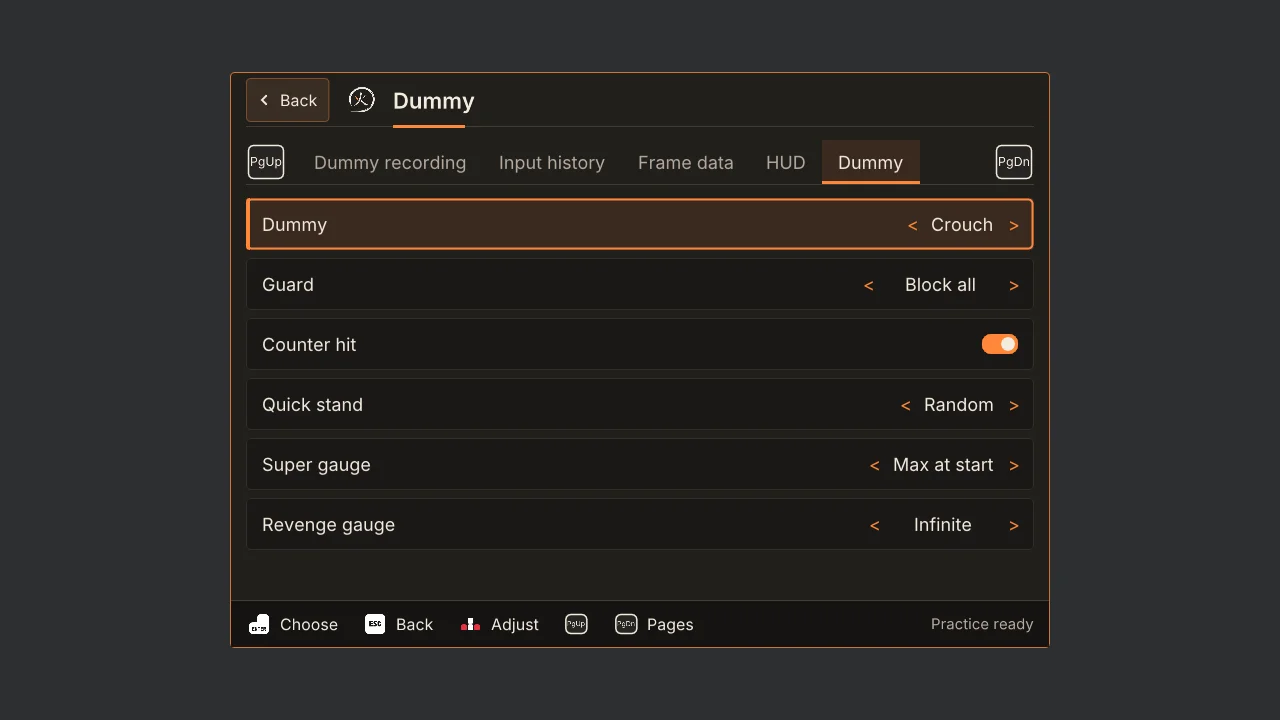 Back 火 Dummy
PgUp Dummy recording Input history Frame data HUD Dummy PgDn
Dummy < Crouch >
Guard < Block all >
Counter hit
Quick stand < Random >
Super gauge < Max at start >
Revenge gauge < Infinite >
ENTER Choose ESC Back Adjust PgUp PgDn Pages Practice ready